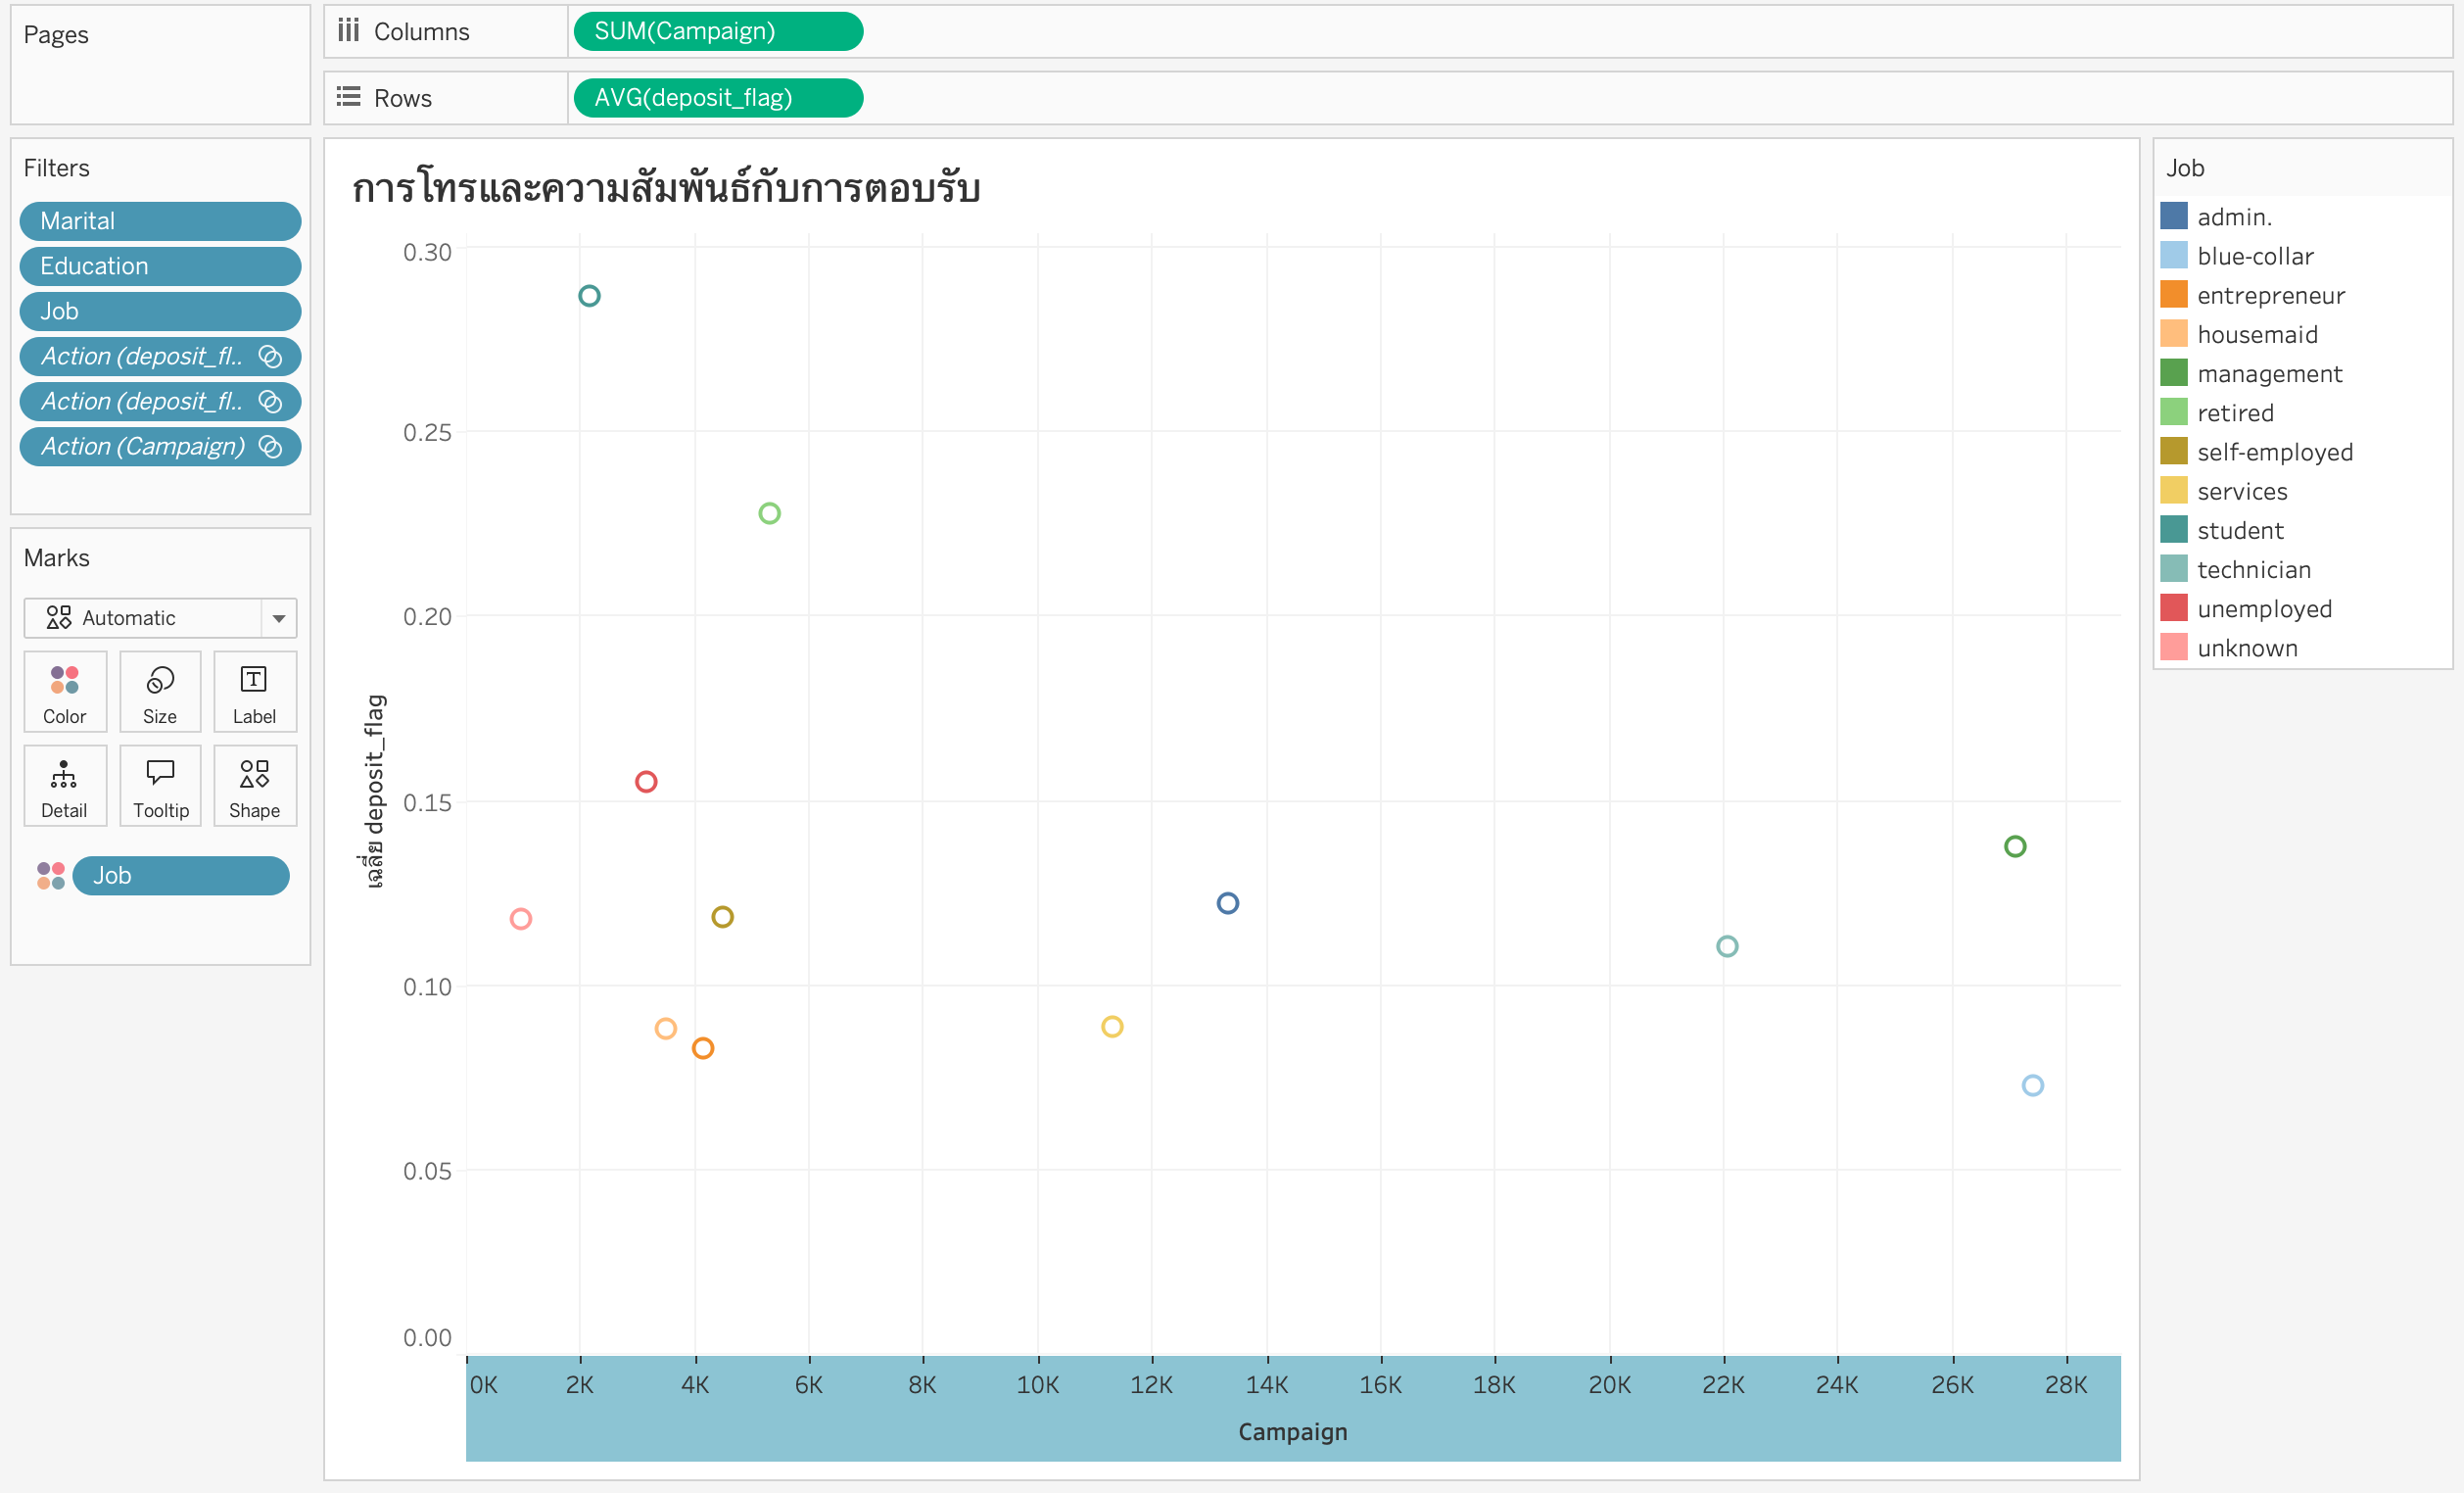 Pages
Columns
SUM(Campaign)
Rows
AVG(deposit_flag)
Filters
Marital
Education
Job
Action (deposit_fl..
Action (deposit_fl..
Action (Campaign)
Marks
Automatic
Color
Size
Label
Detail
Tooltip
Shape
Job
การโทรและความสัมพันธ์กับการตอบรับ
เฉลี่ย deposit_flag
0.30
0.25
0.20
0.15
0.10
0.05
0.00
0K 2K 4K 6K 8K 10K 12K 14K 16K 18K 20K 22K 24K 26K 28K
Campaign
Job
admin.
blue-collar
entrepreneur
housemaid
management
retired
self-employed
services
student
technician
unemployed
unknown